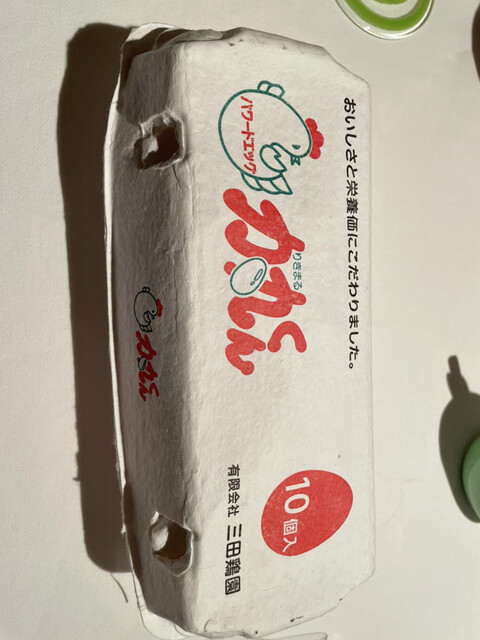 おいしさと栄養価にこだわりました。
パワードエッグ
りきまる
力丸くん
10個入
有限会社 三田鶏園
力丸くん